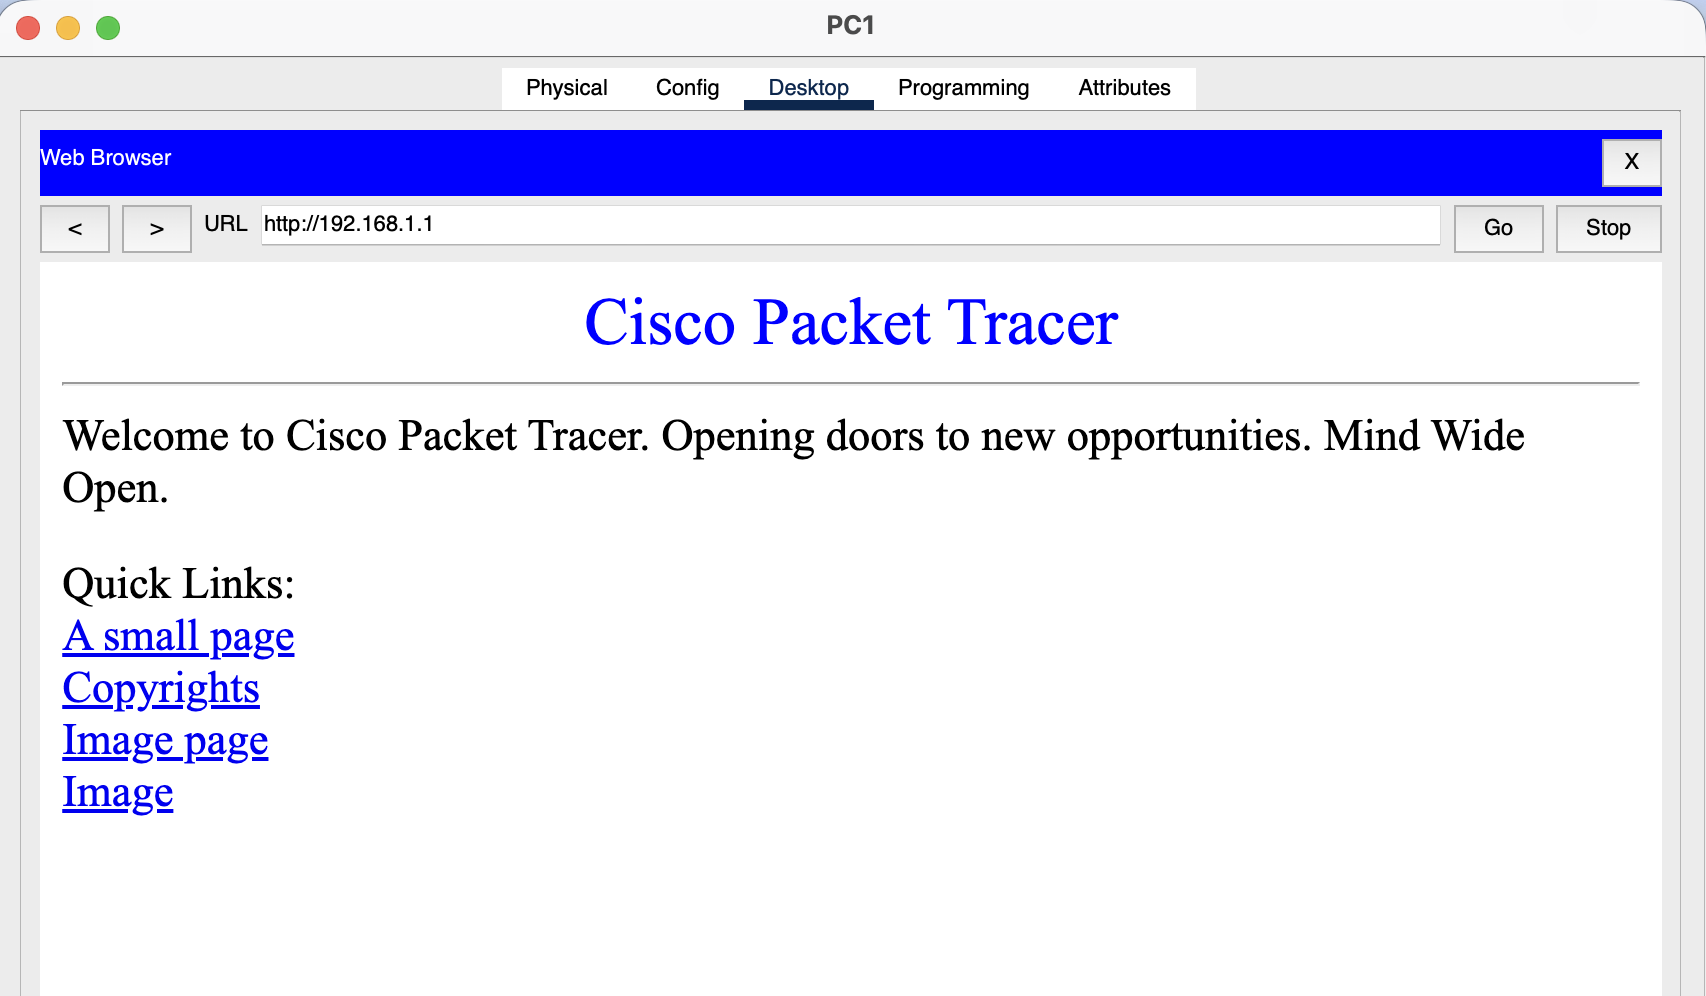 PC1
Physical Config Desktop Programming Attributes
Web Browser X
< > URL http://192.168.1.1 Go Stop
Cisco Packet Tracer
Welcome to Cisco Packet Tracer. Opening doors to new opportunities. Mind Wide
Open.
Quick Links:
A small page
Copyrights
Image page
Image